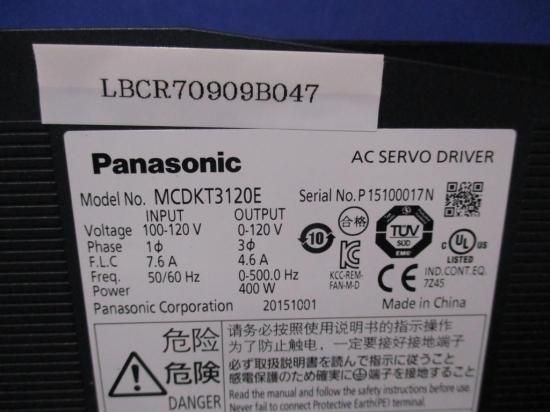 LBCR70909B047
Panasonic AC SERVO DRIVER
Model No. MCDKT3120E Serial No. P15100017N
INPUT OUTPUT
Voltage 100-120 V 0-120 V
Phase 1ϕ 3ϕ
F.L.C 7.6 A 4.6 A
Freq. 50/60 Hz 0-500.0 Hz
Power 400 W
Panasonic Corporation 20151001
合格
10
KCC-REM-
FAN-M-D
TÜV
SÜD
EMC
C UL US
LISTED
IND.CONT.EQ.
7Z45
Made in China
危险
危険
DANGER
请务必按照使用说明书的指示操作
为了防止触电，一定要接好接地端子
必ず取扱説明書を読んで指示に従うこと
感電保護のため確実にアース端子を接地すること
Read the manual and follow the safety instructions before use.
Never fail to connect Protective Earth(PE) terminal.